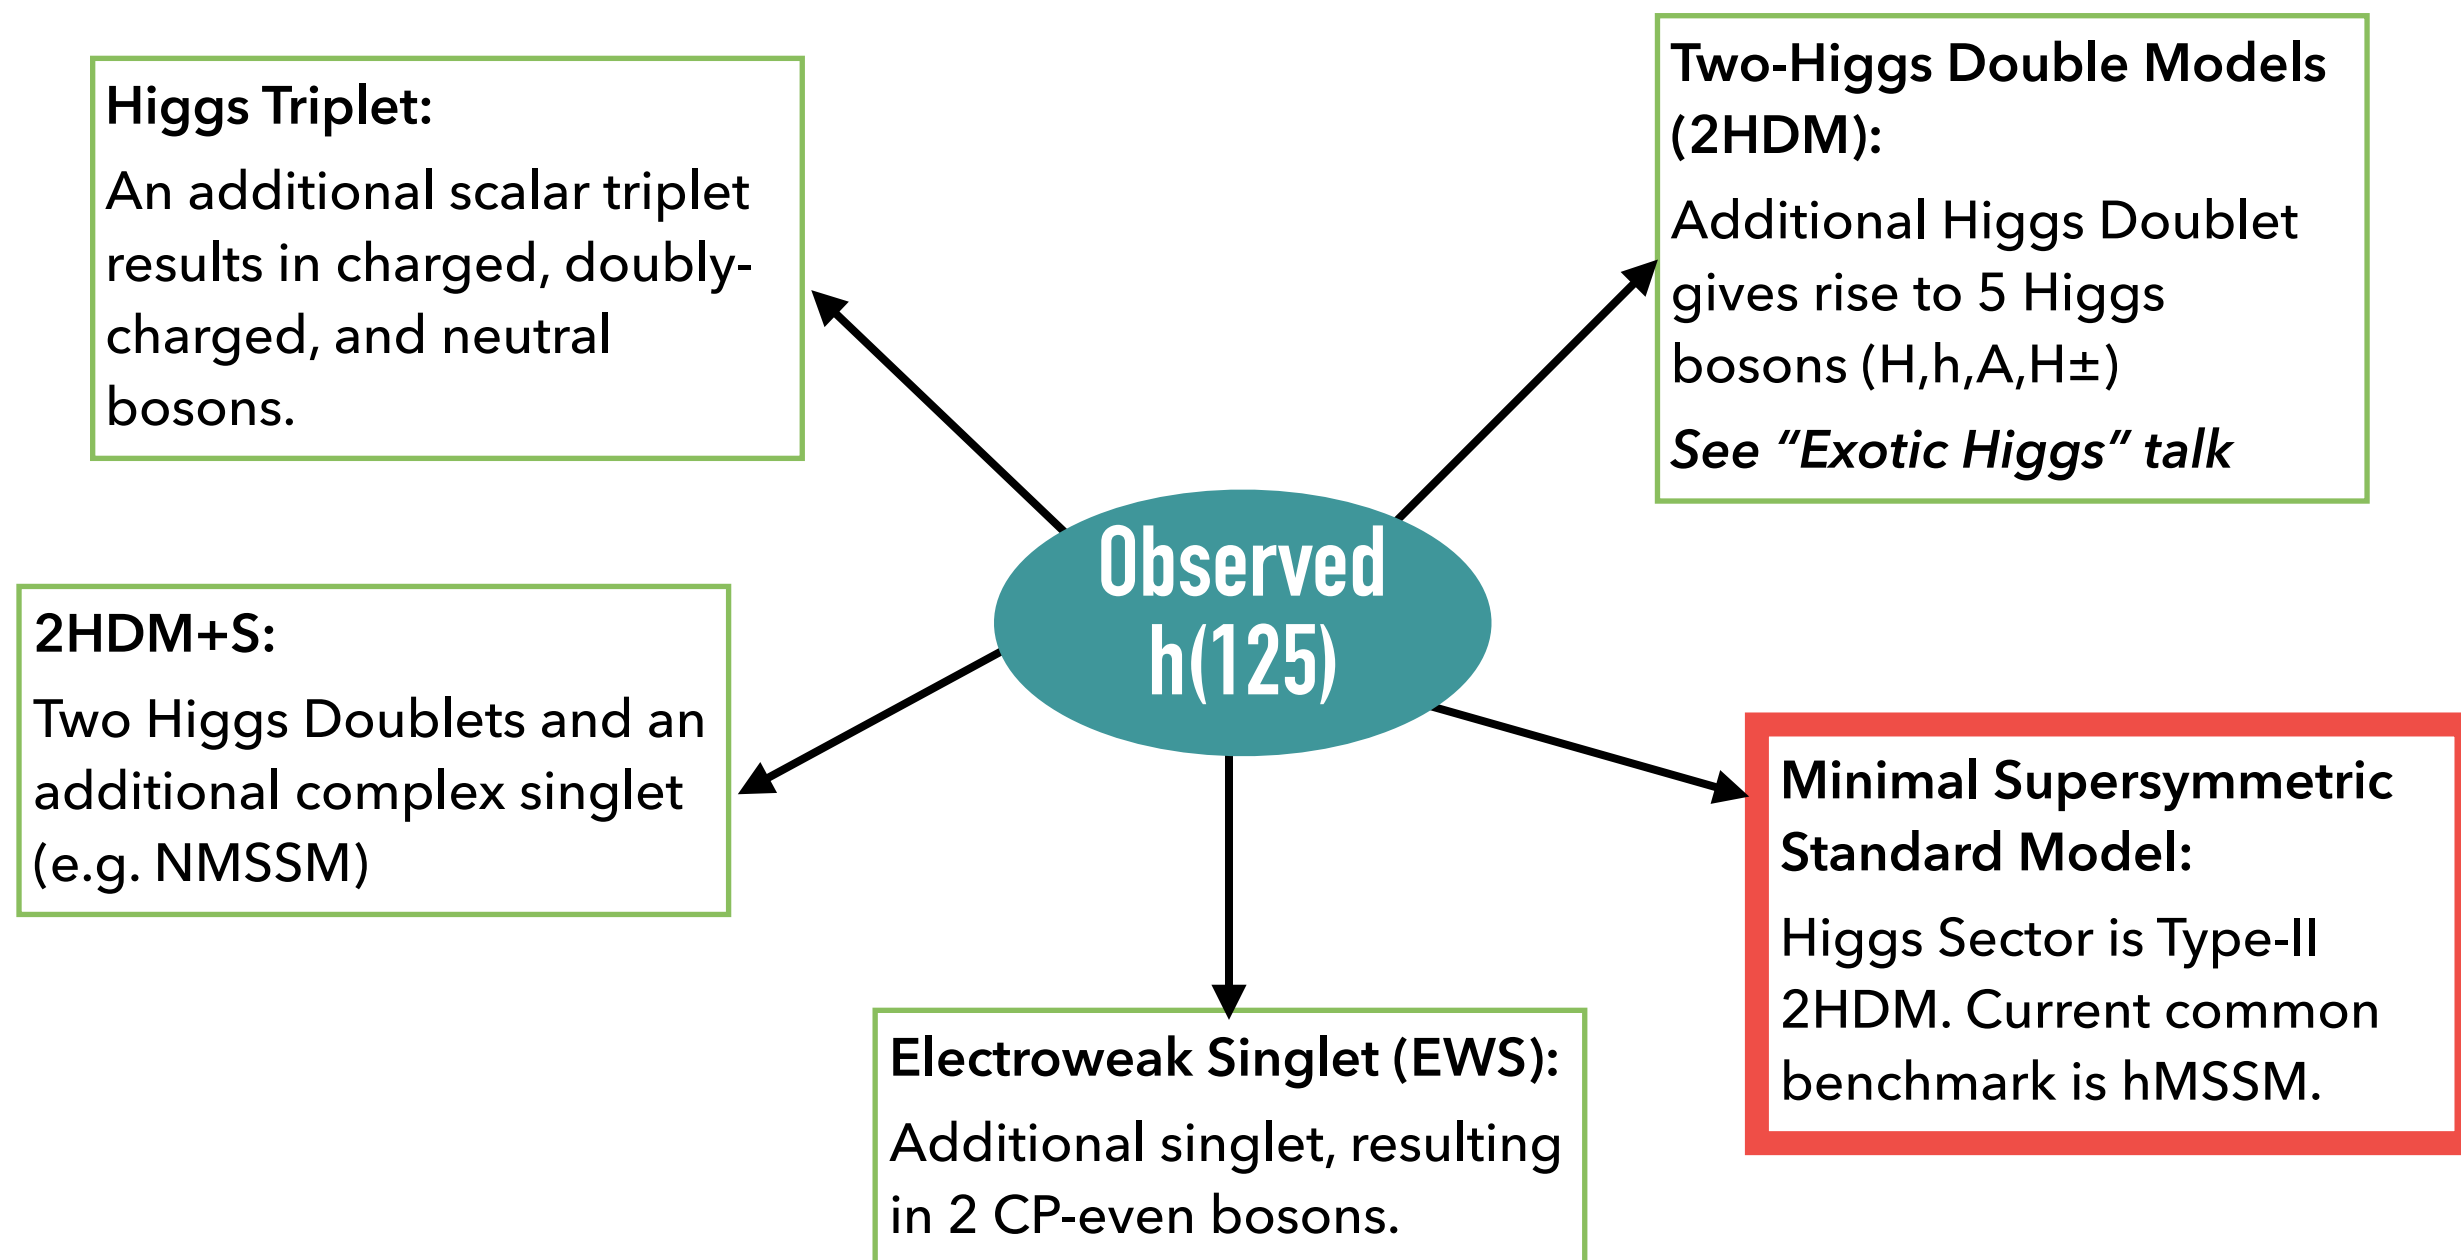 Higgs Triplet:
An additional scalar triplet
results in charged, doubly-
charged, and neutral
bosons.
Two-Higgs Double Models
(2HDM):
Additional Higgs Doublet
gives rise to 5 Higgs
bosons (H,h,A,H±)
See “Exotic Higgs” talk
Observed
h(125)
2HDM+S:
Two Higgs Doublets and an
additional complex singlet
(e.g. NMSSM)
Minimal Supersymmetric
Standard Model:
Higgs Sector is Type-II
2HDM. Current common
benchmark is hMSSM.
Electroweak Singlet (EWS):
Additional singlet, resulting
in 2 CP-even bosons.